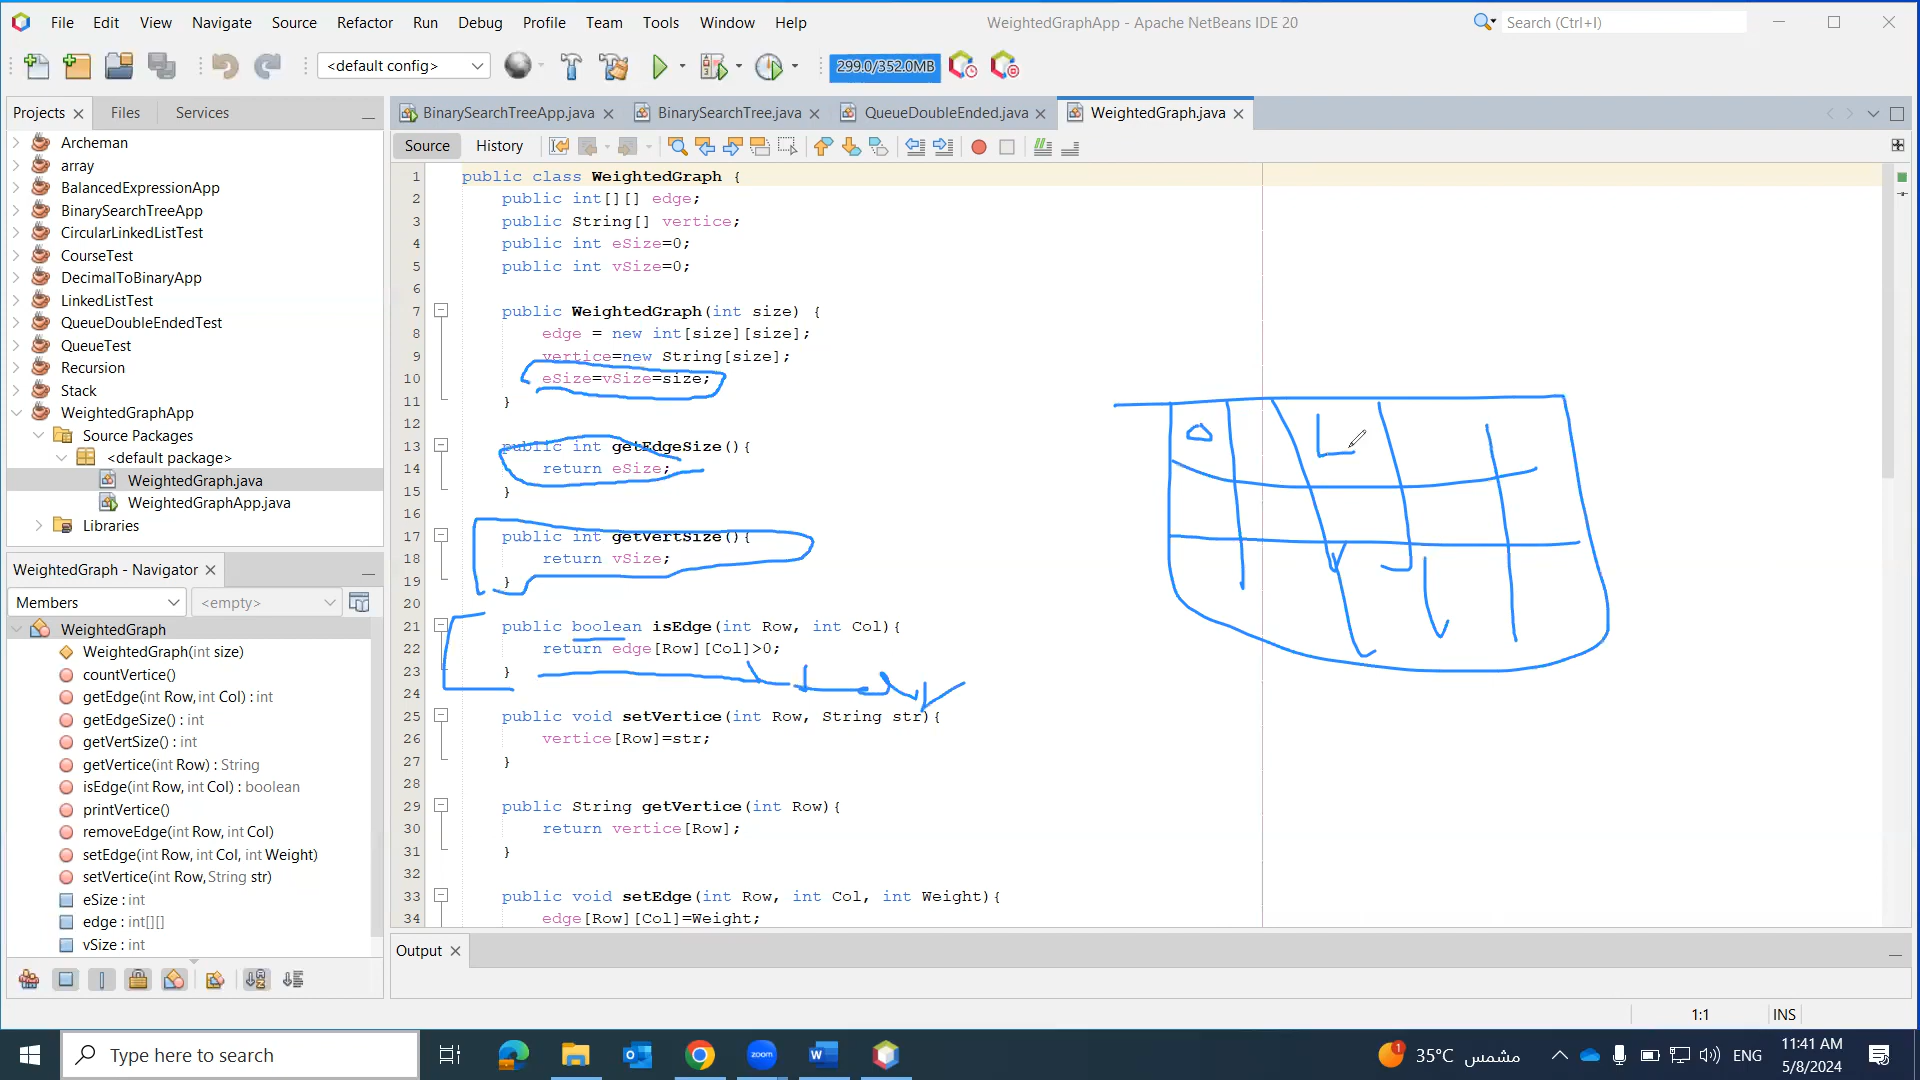 File Edit View Navigate Source Refactor Run Debug Profile Team Tools Window Help
WeightedGraphApp - Apache NetBeans IDE 20
Search (Ctrl+I)
<default config>
299.0/352.0MB
Projects Files Services
BinarySearchTreeApp.java BinarySearchTree.java QueueDoubleEnded.java WeightedGraph.java
Source History
Archeman
array
BalancedExpressionApp
BinarySearchTreeApp
CircularLinkedListTest
CourseTest
DecimalToBinaryApp
LinkedListTest
QueueDoubleEndedTest
QueueTest
Recursion
Stack
WeightedGraphApp
Source Packages
<default package>
WeightedGraph.java
WeightedGraphApp.java
Libraries
WeightedGraph - Navigator
Members
<empty>
WeightedGraph
WeightedGraph(int size)
countVertice()
getEdge(int Row, int Col) : int
getEdgeSize() : int
getVertSize() : int
getVertice(int Row) : String
isEdge(int Row, int Col) : boolean
printVertice()
removeEdge(int Row, int Col)
setEdge(int Row, int Col, int Weight)
setVertice(int Row, String str)
eSize : int
edge : int[][]
vSize : int
1 public class WeightedGraph {
2 public int[][] edge;
3 public String[] vertice;
4 public int eSize=0;
5 public int vSize=0;
6
7 public WeightedGraph(int size) {
8 edge = new int[size][size];
9 vertice=new String[size];
10 eSize=vSize=size;
11 }
12
13 public int getEdgeSize(){
14 return eSize;
15 }
16
17 public int getVertSize(){
18 return vSize;
19 }
20
21 public boolean isEdge(int Row, int Col){
22 return edge[Row][Col]>0;
23 }
24
25 public void setVertice(int Row, String str){
26 vertice[Row]=str;
27 }
28
29 public String getVertice(int Row){
30 return vertice[Row];
31 }
32
33 public void setEdge(int Row, int Col, int Weight){
34 edge[Row][Col]=Weight;
Output
1:1 INS
Type here to search
zoom
1
35°C مشمس
ENG
11:41 AM
5/8/2024